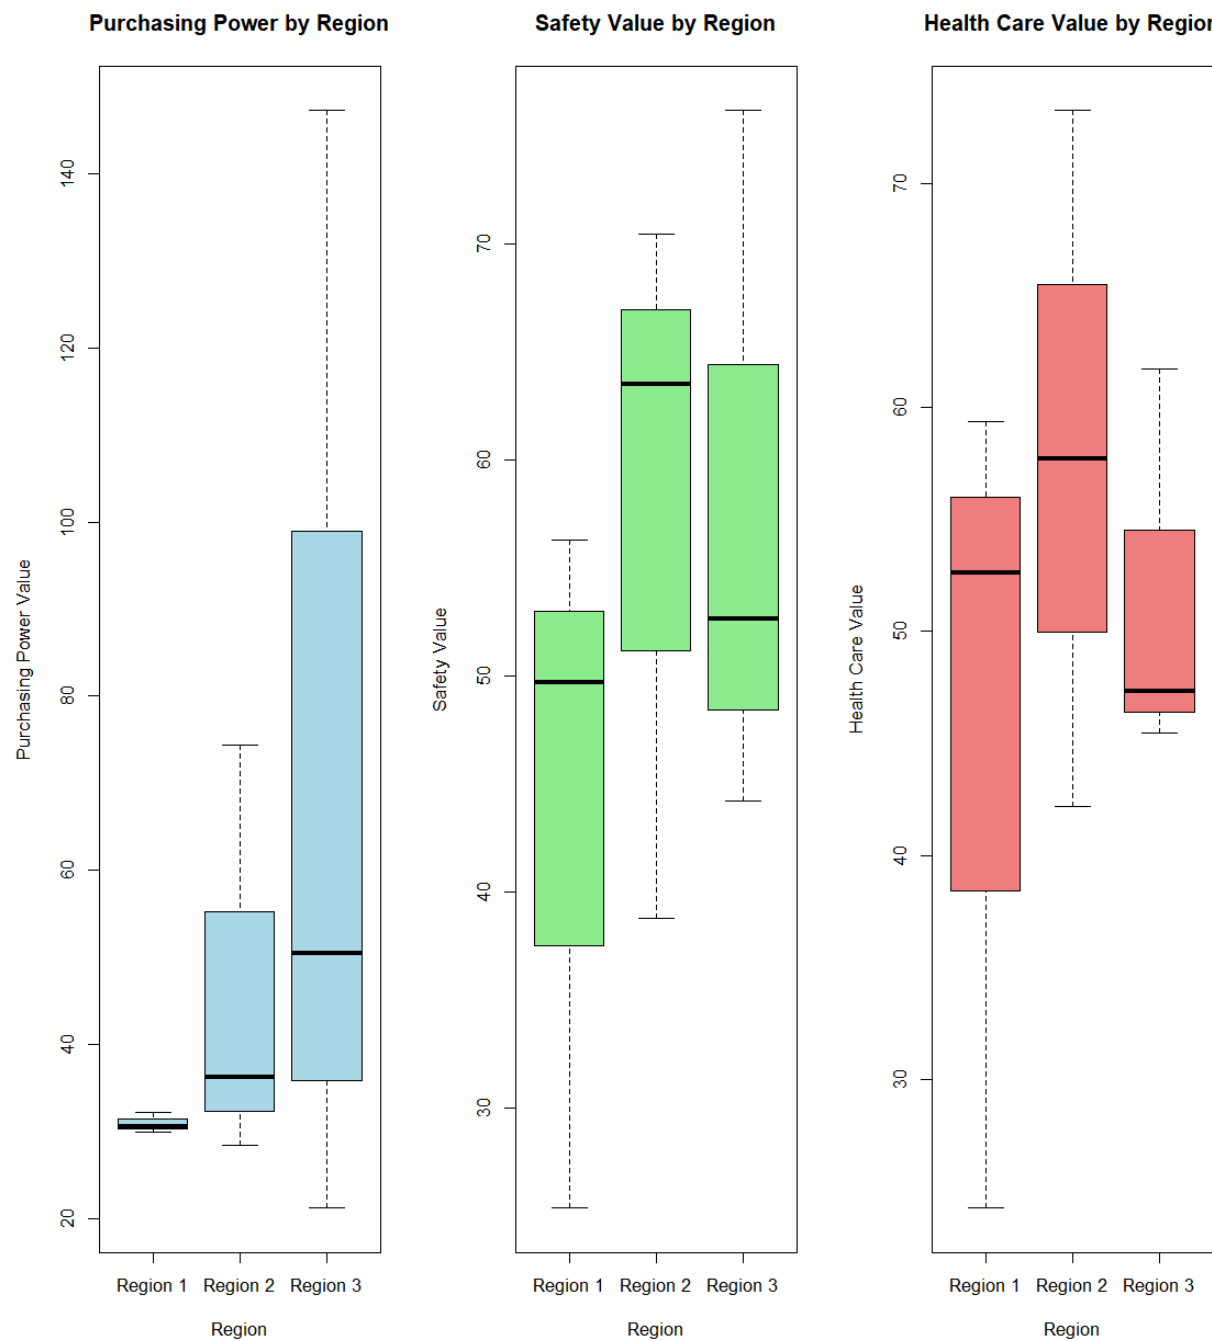 Purchasing Power by Region
Purchasing Power Value
140
120
100
80
60
40
20
Region 1 Region 2 Region 3
Region
Safety Value by Region
Safety Value
70
60
50
40
30
Region 1 Region 2 Region 3
Region
Health Care Value by Region
Health Care Value
70
60
50
40
30
Region 1 Region 2 Region 3
Region